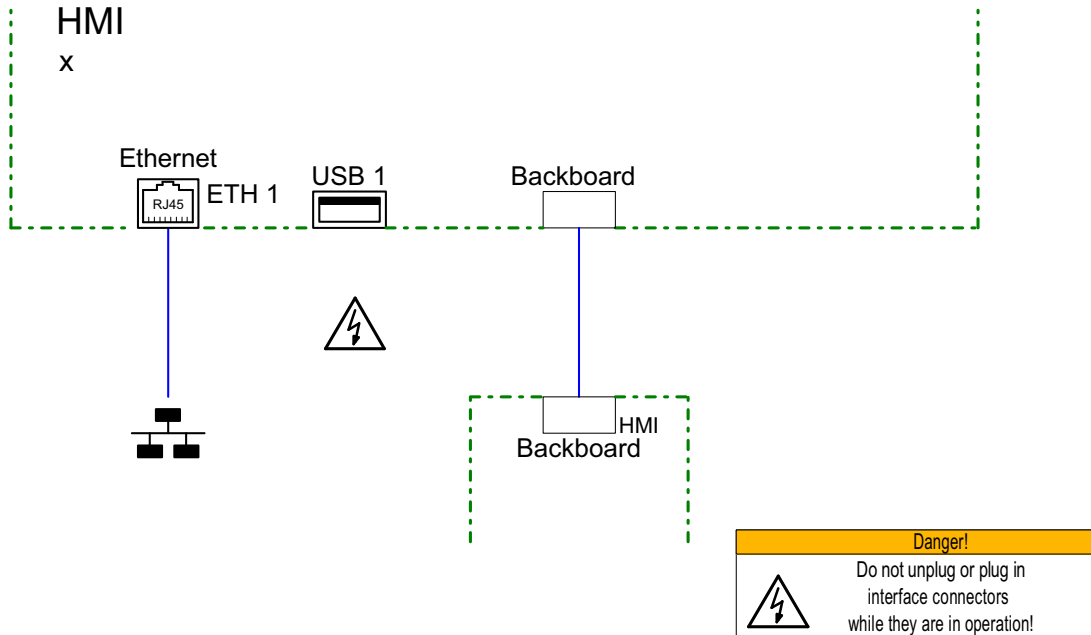 HMI
x
Ethernet
RJ45
ETH 1
USB 1
Backboard
HMI
Backboard
Danger!
Do not unplug or plug in
interface connectors
while they are in operation!